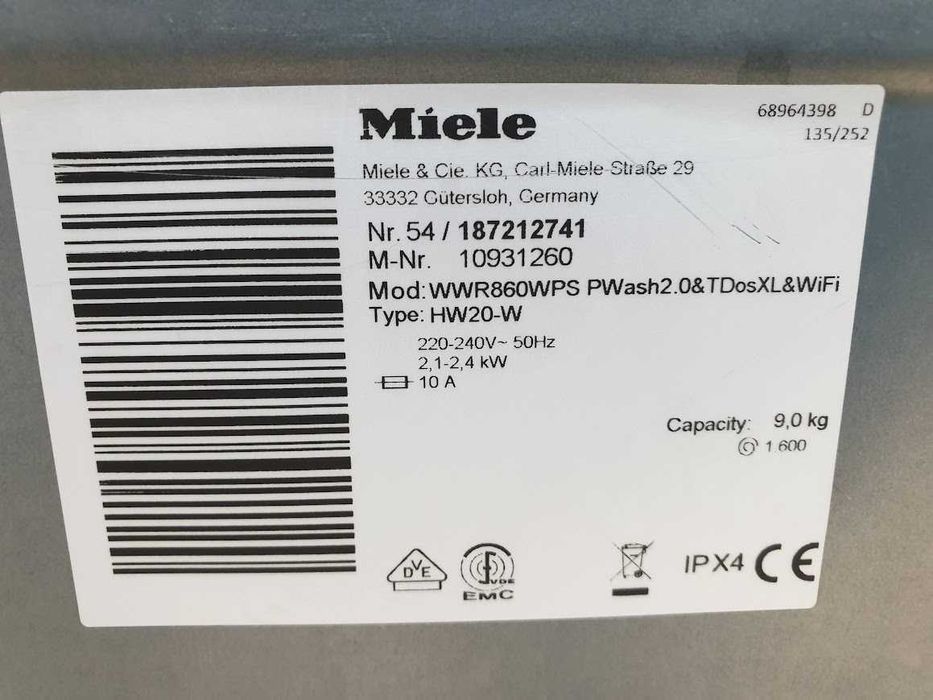 Miele
68964398 D
135/252
Miele & Cie. KG, Carl-Miele-Straße 29
33332 Gütersloh, Germany
Nr. 54 / 187212741
M-Nr. 10931260
Mod: WWR860WPS PWash2.0&TDosXL&WiFi
Type: HW20-W
220-240V~ 50Hz
2,1-2,4 kW
10 A
Capacity: 9,0 kg
1 600
DVE
VDE
EMC
IPX4 CE